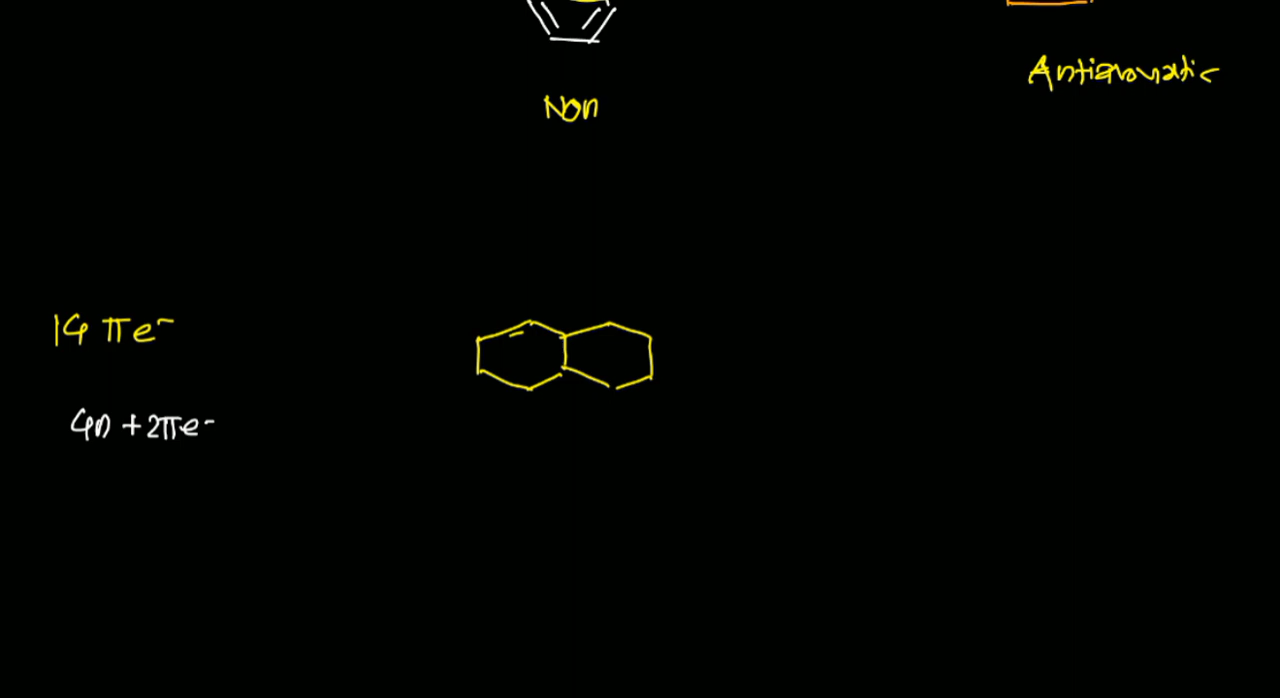 Antiaromatic
Non
14 πe⁻
4n +2πe⁻